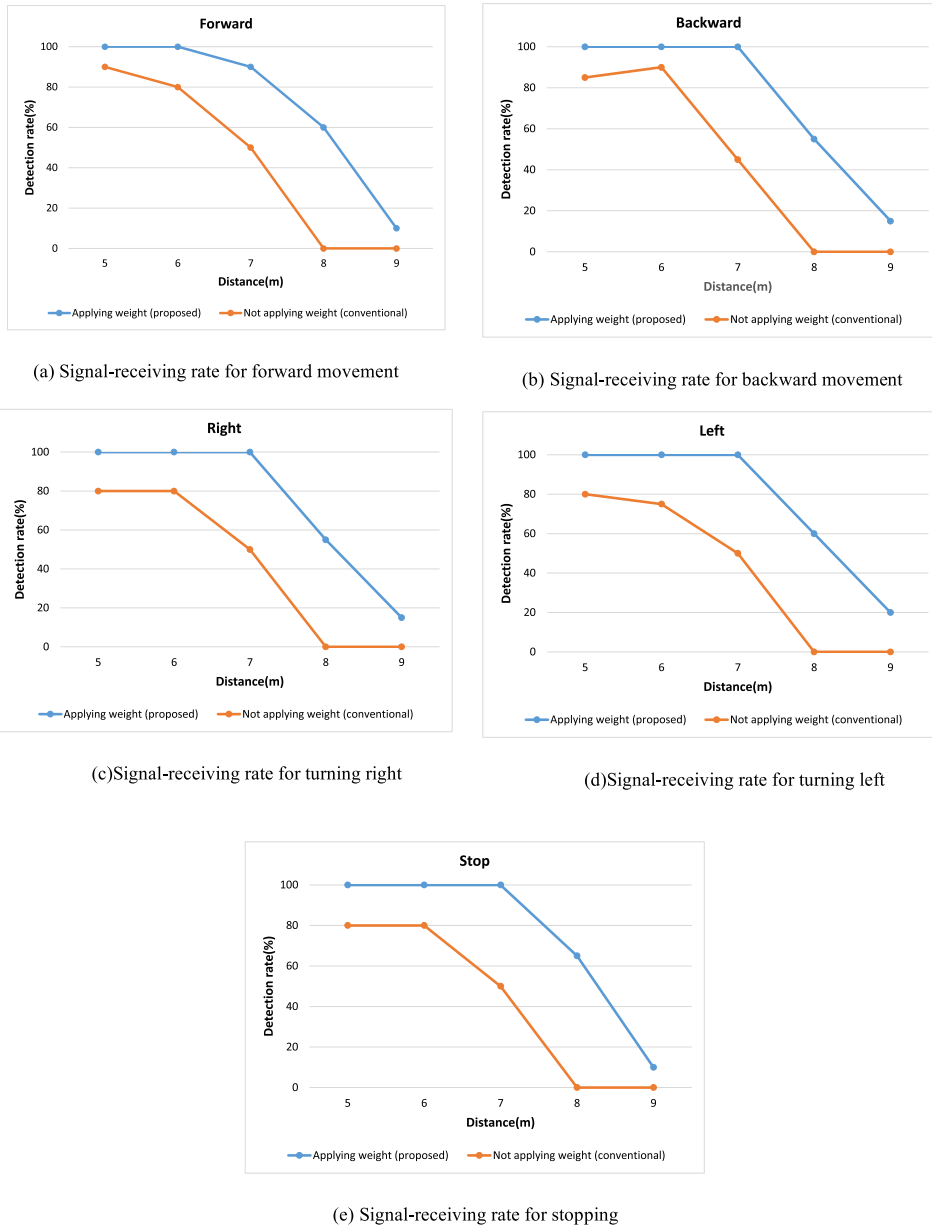 Forward
100
80
60
40
20
0
Detection rate(%)
5 6 7 8 9
Distance(m)
Applying weight (proposed) Not applying weight (conventional)
(a) Signal-receiving rate for forward movement
Backward
100
80
60
40
20
0
Detection rate(%)
5 6 7 8 9
Distance(m)
Applying weight (proposed) Not applying weight (conventional)
(b) Signal-receiving rate for backward movement
Right
100
80
60
40
20
0
Detection rate(%)
5 6 7 8 9
Distance(m)
Applying weight (proposed) Not applying weight (conventional)
(c)Signal-receiving rate for turning right
Left
100
80
60
40
20
0
Detection rate(%)
5 6 7 8 9
Distance(m)
Applying weight (proposed) Not applying weight (conventional)
(d)Signal-receiving rate for turning left
Stop
100
80
60
40
20
0
Detection rate(%)
5 6 7 8 9
Distance(m)
Applying weight (proposed) Not applying weight (conventional)
(e) Signal-receiving rate for stopping